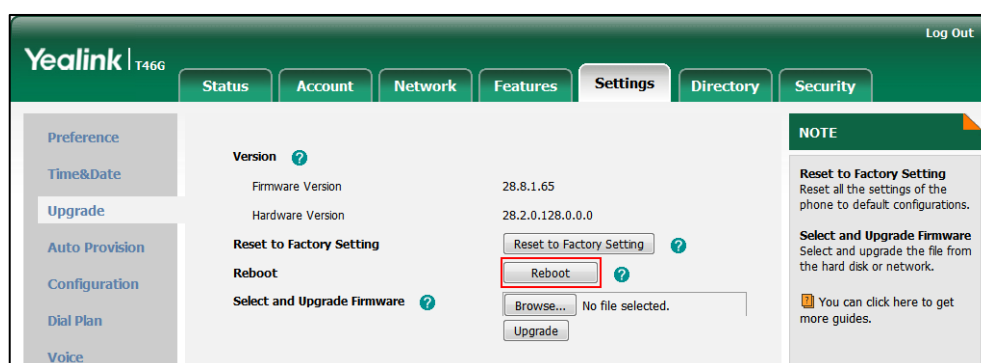 Log Out
Yealink | T46G
Status Account Network Features Settings Directory Security
Preference
Time&Date
Upgrade
Auto Provision
Configuration
Dial Plan
Voice
Version ?
Firmware Version 28.8.1.65
Hardware Version 28.2.0.128.0.0.0
Reset to Factory Setting Reset to Factory Setting ?
Reboot Reboot ?
Select and Upgrade Firmware ? Browse... No file selected.
Upgrade
NOTE
Reset to Factory Setting
Reset all the settings of the
phone to default configurations.
Select and Upgrade Firmware
Select and upgrade the file from
the hard disk or network.
You can click here to get
more guides.